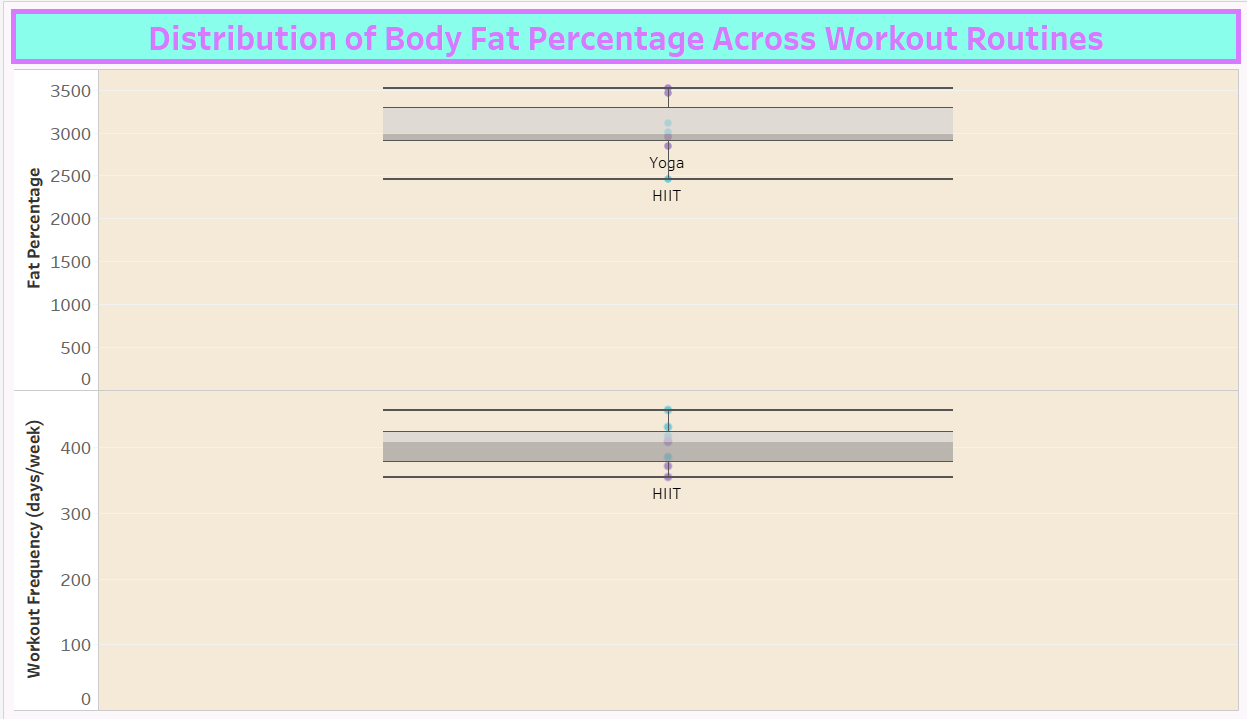 Distribution of Body Fat Percentage Across Workout Routines
Fat Percentage
3500
3000
2500
2000
1500
1000
500
0
Yoga
HIIT
Workout Frequency (days/week)
400
300
200
100
0
HIIT